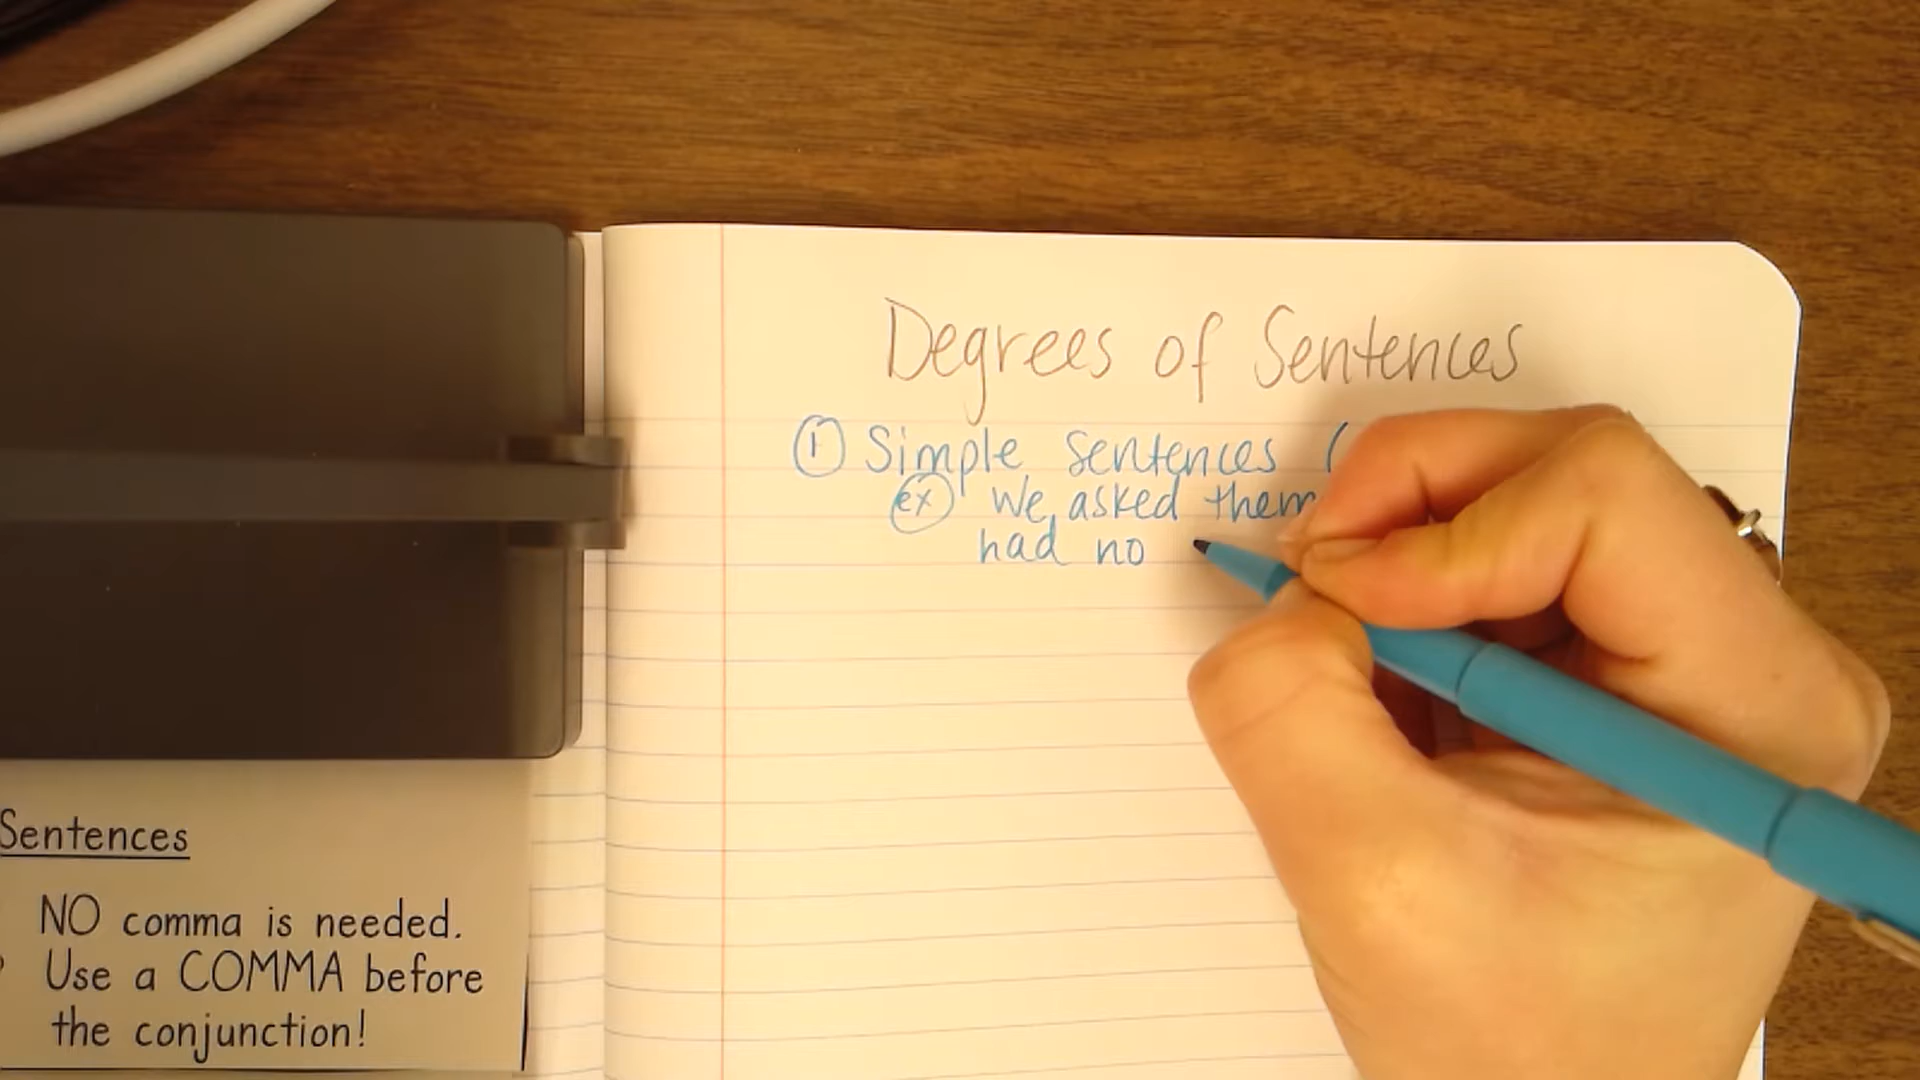 Degrees of Sentences
① Simple Sentences (
ex We asked them
had no
Sentences
NO comma is needed.
Use a COMMA before
the conjunction!